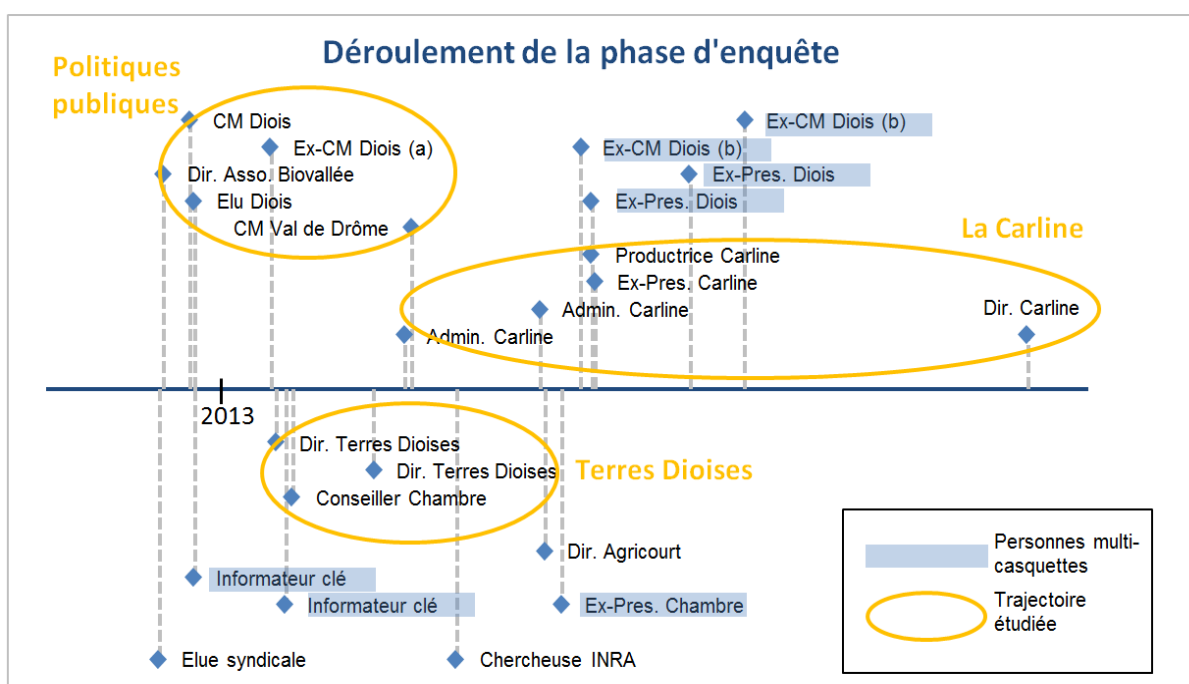 Déroulement de la phase d'enquête
Politiques
publiques
CM Diois
Ex-CM Diois (b)
Ex-CM Diois (a)
Ex-CM Diois (b)
Dir. Asso. Biovallée
Ex-Pres. Diois
Elu Diois
Ex-Pres. Diois
CM Val de Drôme
La Carline
Productrice Carline
Ex-Pres. Carline
Admin. Carline
Dir. Carline
Admin. Carline
2013
Dir. Terres Dioises
Dir. Terres Dioises
Terres Dioises
Conseiller Chambre
Dir. Agricourt
Informateur clé
Informateur clé
Ex-Pres. Chambre
Elue syndicale
Chercheuse INRA
Personnes multi-
casquettes
Trajectoire
étudiée